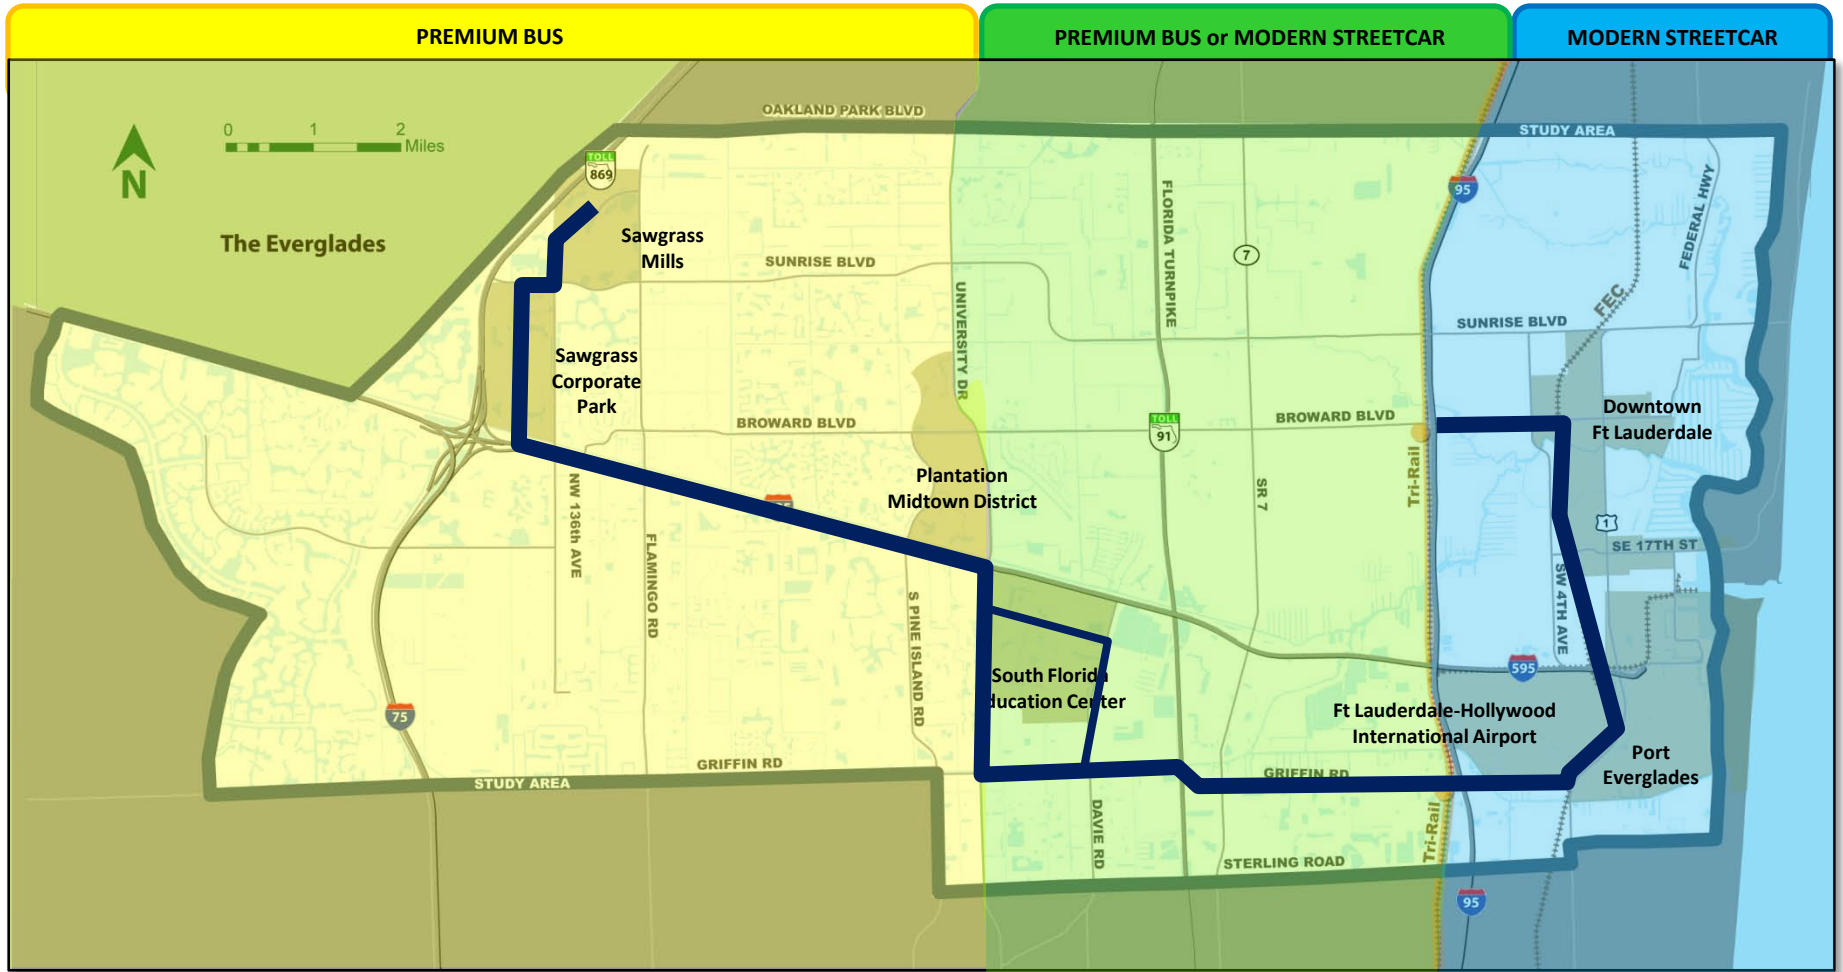 PREMIUM BUS
PREMIUM BUS or MODERN STREETCAR
MODERN STREETCAR
OAKLAND PARK BLVD
STUDY AREA
0 1 2
Miles
N
TOLL
869
95
FLORIDA TURNPIKE
FEDERAL HWY
The Everglades
Sawgrass
Mills
SUNRISE BLVD
7
UNIVERSITY DR
FEC
SUNRISE BLVD
Sawgrass
Corporate
Park
BROWARD BLVD
TOLL
91
BROWARD BLVD
Downtown
Ft Lauderdale
Plantation
Midtown District
NW 136th AVE
SR 7
Tri-Rail
1
SE 17TH ST
FLAMINGO RD
S PINE ISLAND RD
SW 4TH AVE
595
South Florida
ducation Center
75
Ft Lauderdale-Hollywood
International Airport
Port
Everglades
GRIFFIN RD
GRIFFIN RD
STUDY AREA
DAVIE RD
Tri-Rail
STERLING ROAD
95